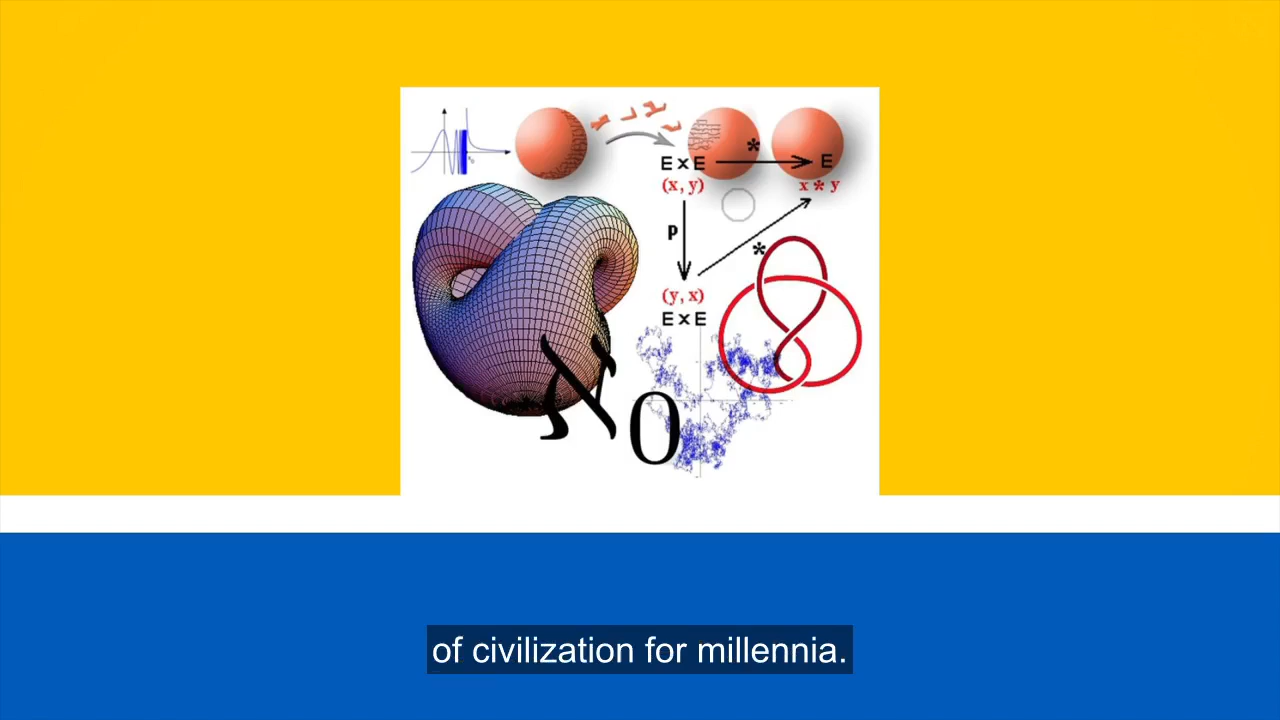 * E
E x E
(x, y) x * y
P
*
(y, x)
E x E
ℵ0
of civilization for millennia.